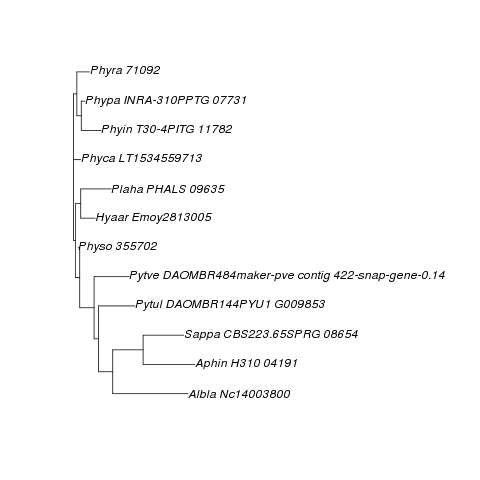 Phyra 71092
Phypa INRA-310PPTG 07731
Phyin T30-4PITG 11782
Phyca LT1534559713
Plaha PHALS 09635
Hyaar Emoy2813005
Physo 355702
Pytve DAOMBR484maker-pve contig 422-snap-gene-0.14
Pytul DAOMBR144PYU1 G009853
Sappa CBS223.65SPRG 08654
Aphin H310 04191
Albla Nc14003800